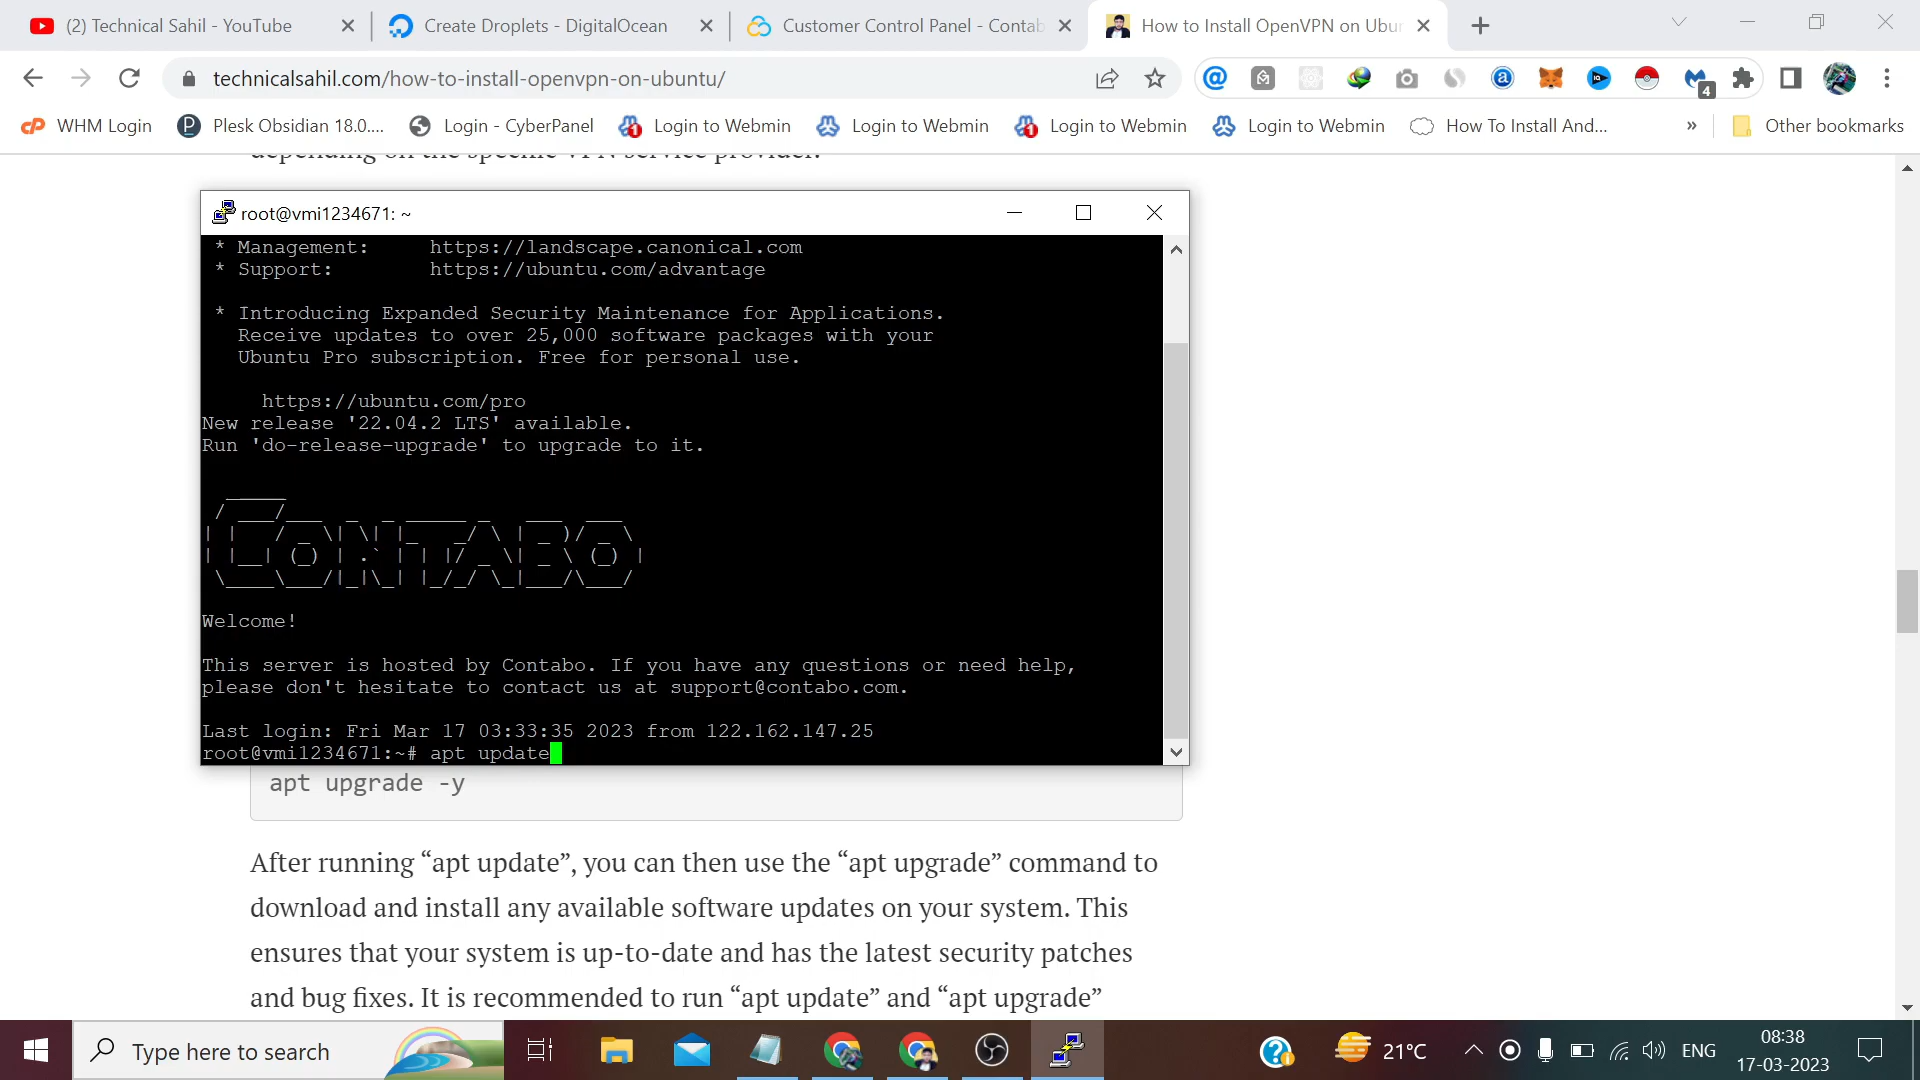 (2) Technical Sahil - YouTube
Create Droplets - DigitalOcean
Customer Control Panel - Contab
How to Install OpenVPN on Ubun
technicalsahil.com/how-to-install-openvpn-on-ubuntu/
4
WHM Login
Plesk Obsidian 18.0....
Login - CyberPanel
Login to Webmin
Login to Webmin
Login to Webmin
Login to Webmin
How To Install And...
»
Other bookmarks
depending on the specific VPN service provider.
root@vmi1234671: ~
* Management: https://landscape.canonical.com
* Support: https://ubuntu.com/advantage
* Introducing Expanded Security Maintenance for Applications.
Receive updates to over 25,000 software packages with your
Ubuntu Pro subscription. Free for personal use.
https://ubuntu.com/pro
New release '22.04.2 LTS' available.
Run 'do-release-upgrade' to upgrade to it.
CONTABO
Welcome!
This server is hosted by Contabo. If you have any questions or need help,
please don't hesitate to contact us at support@contabo.com.
Last login: Fri Mar 17 03:33:35 2023 from 122.162.147.25
root@vmi1234671:~# apt update
apt upgrade -y
After running “apt update”, you can then use the “apt upgrade” command to
download and install any available software updates on your system. This
ensures that your system is up-to-date and has the latest security patches
and bug fixes. It is recommended to run “apt update” and “apt upgrade”
Type here to search
21°C
ENG
08:38
17-03-2023